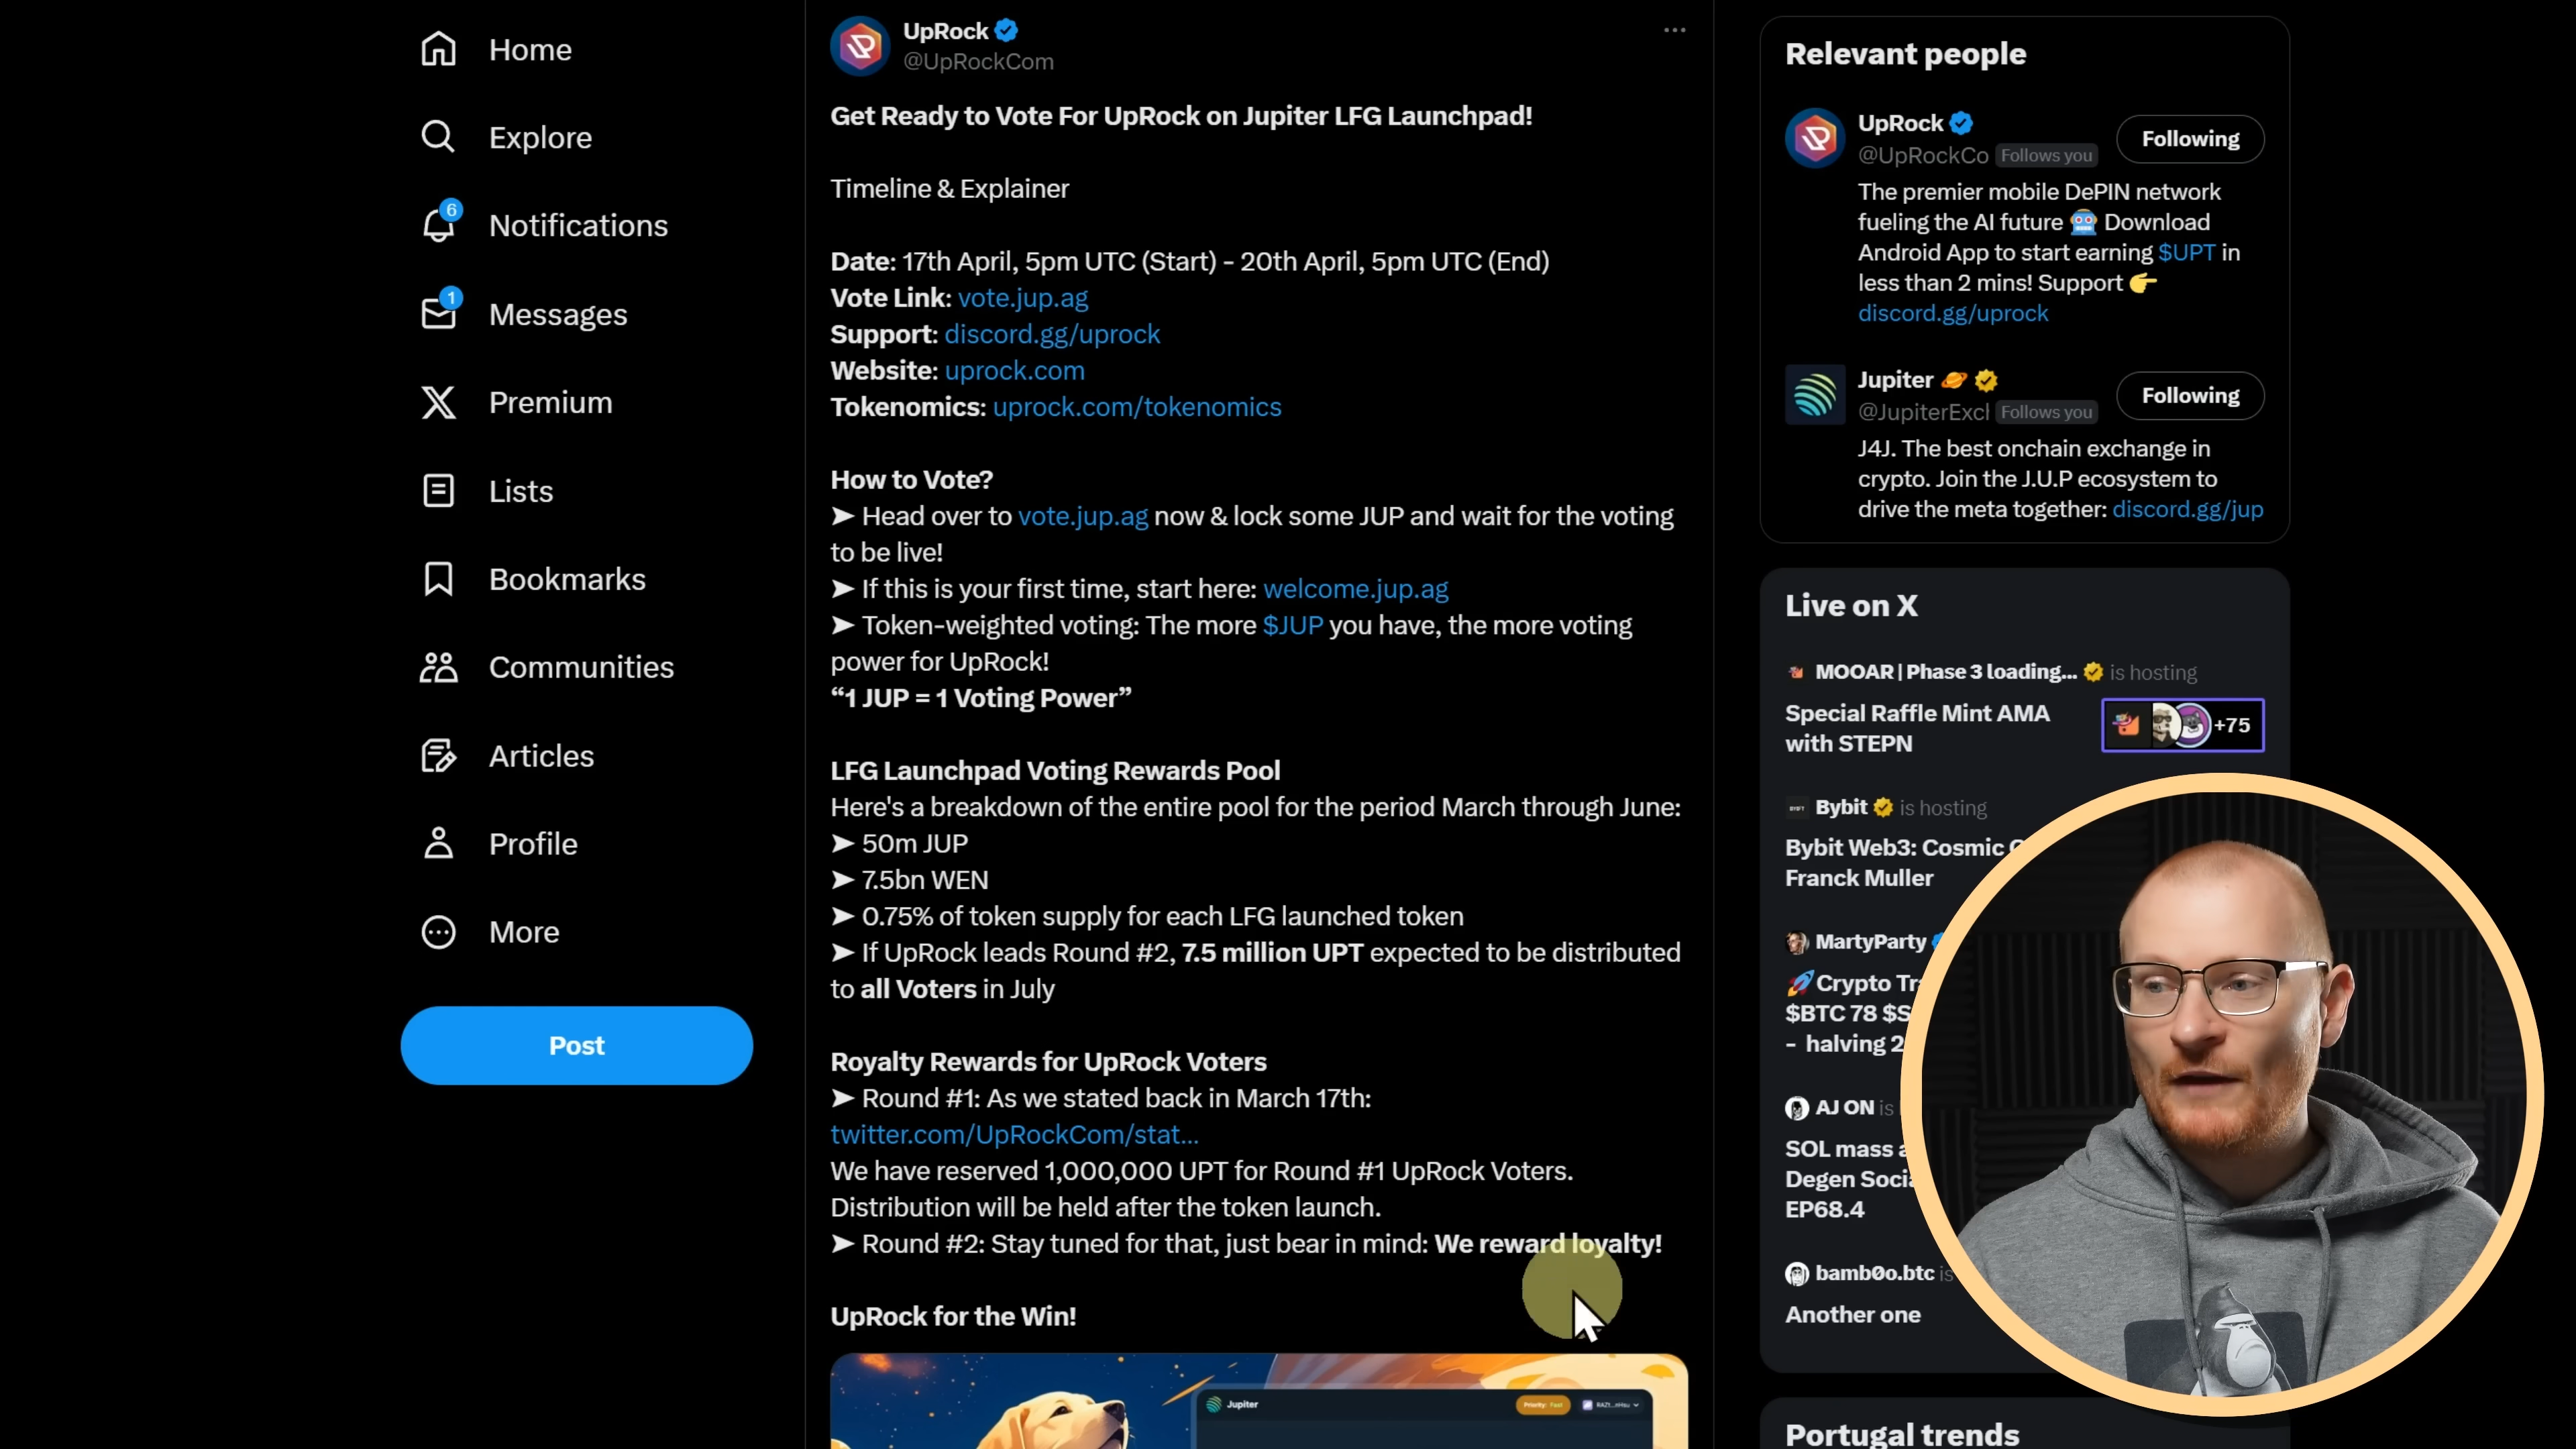 Home
Explore
6
Notifications
1
Messages
Premium
Lists
Bookmarks
Communities
Articles
Profile
More
Post
UpRock
@UpRockCom
Get Ready to Vote For UpRock on Jupiter LFG Launchpad!
Timeline & Explainer
Date: 17th April, 5pm UTC (Start) - 20th April, 5pm UTC (End)
Vote Link: vote.jup.ag
Support: discord.gg/uprock
Website: uprock.com
Tokenomics: uprock.com/tokenomics
How to Vote?
➤ Head over to vote.jup.ag now & lock some JUP and wait for the voting
to be live!
➤ If this is your first time, start here: welcome.jup.ag
➤ Token-weighted voting: The more $JUP you have, the more voting
power for UpRock!
“1 JUP = 1 Voting Power”
LFG Launchpad Voting Rewards Pool
Here's a breakdown of the entire pool for the period March through June:
➤ 50m JUP
➤ 7.5bn WEN
➤ 0.75% of token supply for each LFG launched token
➤ If UpRock leads Round #2, 7.5 million UPT expected to be distributed
to all Voters in July
Royalty Rewards for UpRock Voters
➤ Round #1: As we stated back in March 17th:
twitter.com/UpRockCom/stat...
We have reserved 1,000,000 UPT for Round #1 UpRock Voters.
Distribution will be held after the token launch.
➤ Round #2: Stay tuned for that, just bear in mind: We reward loyalty!
UpRock for the Win!
Jupiter
Priority: Fast
Relevant people
UpRock
@UpRockCo Follows you
Following
The premier mobile DePIN network
fueling the AI future 🤖 Download
Android App to start earning $UPT in
less than 2 mins! Support 👉
discord.gg/uprock
Jupiter 🪐
@JupiterExcl Follows you
Following
J4J. The best onchain exchange in
crypto. Join the J.U.P ecosystem to
drive the meta together: discord.gg/jup
Live on X
MOOAR | Phase 3 loading... is hosting
Special Raffle Mint AMA
with STEPN
+75
Bybit is hosting
Bybit Web3: Cosmic
Franck Muller
MartyParty
🚀Crypto
$BTC 78
- halving
AJ ON is
SOL mass
Degen
EP68.4
bamb0o.btc is
Another one
Portugal trends